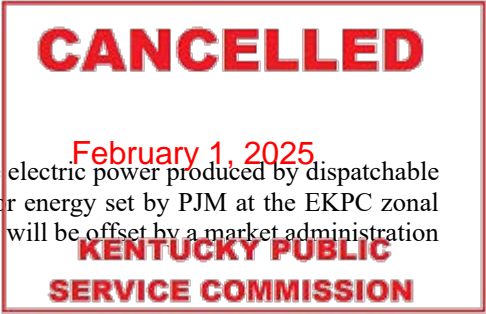 CANCELLED
February 1, 2025
electric power produced by dispatchable
r energy set by PJM at the EKPC zonal
will be offset by a market administration
KENTUCKY PUBLIC
SERVICE COMMISSION